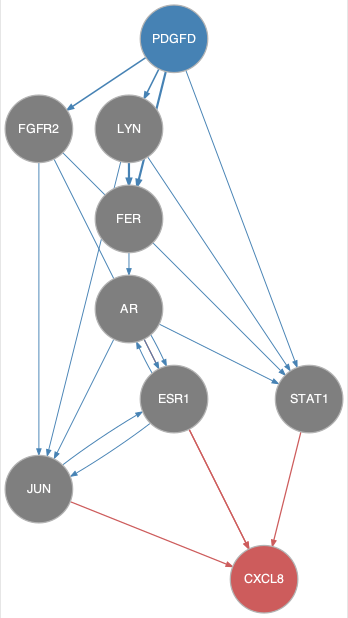 PDGFD
FGFR2
LYN
FER
AR
ESR1
STAT1
JUN
CXCL8